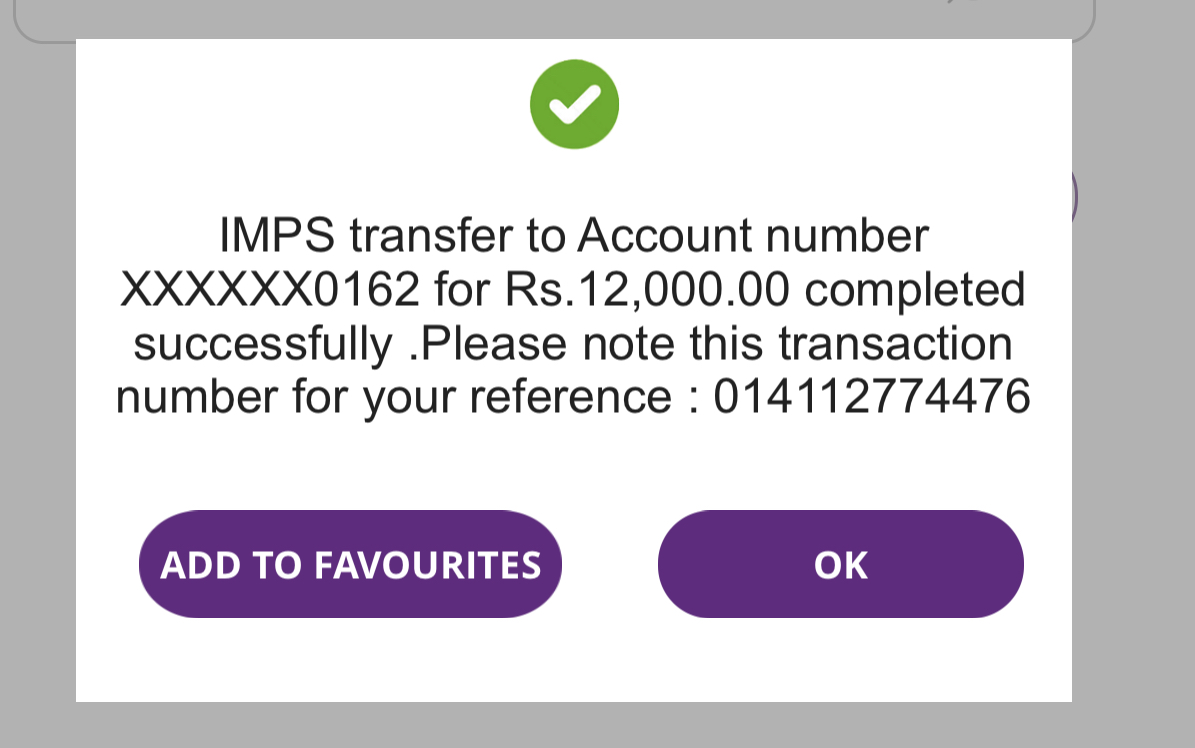 IMPS transfer to Account number
XXXXXX0162 for Rs.12,000.00 completed
successfully .Please note this transaction
number for your reference : 014112774476
ADD TO FAVOURITES
OK